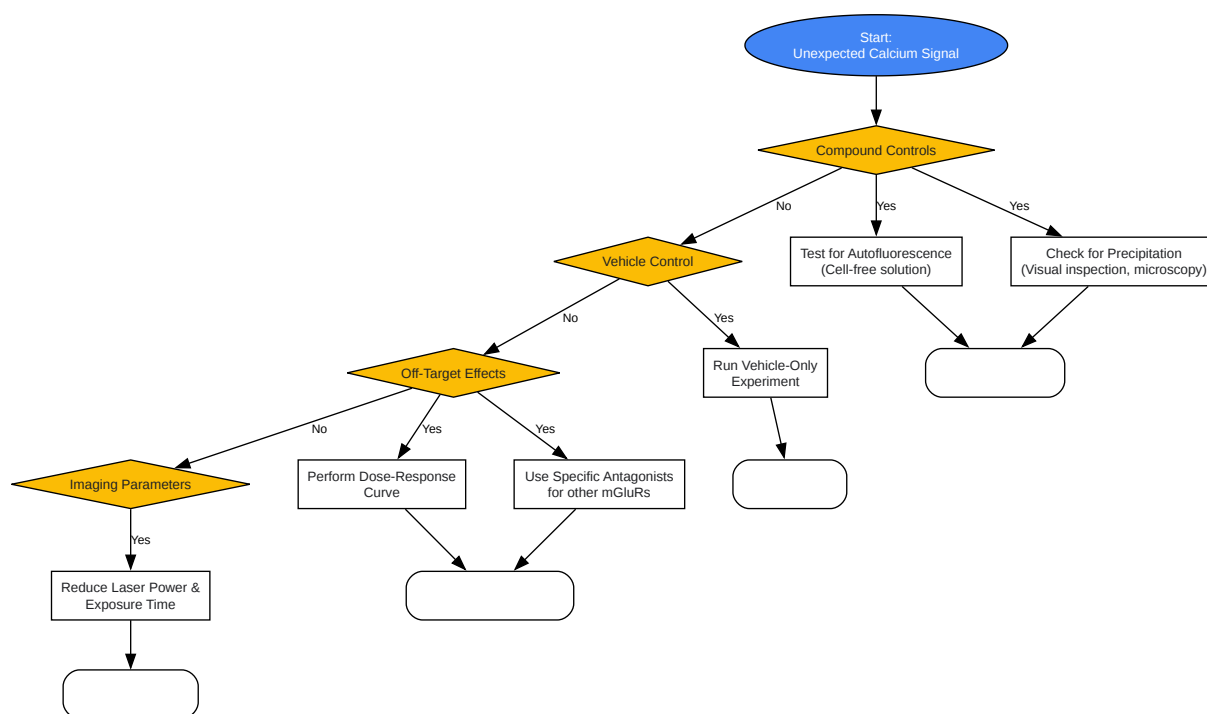 Start:
Unexpected Calcium Signal
Compound Controls
No
Yes
Yes
Vehicle Control
Test for Autofluorescence
(Cell-free solution)
Check for Precipitation
(Visual inspection, microscopy)
No
Yes
Off-Target Effects
Run Vehicle-Only
Experiment
No
Yes
Yes
Imaging Parameters
Perform Dose-Response
Curve
Use Specific Antagonists
for other mGluRs
Yes
Reduce Laser Power &
Exposure Time